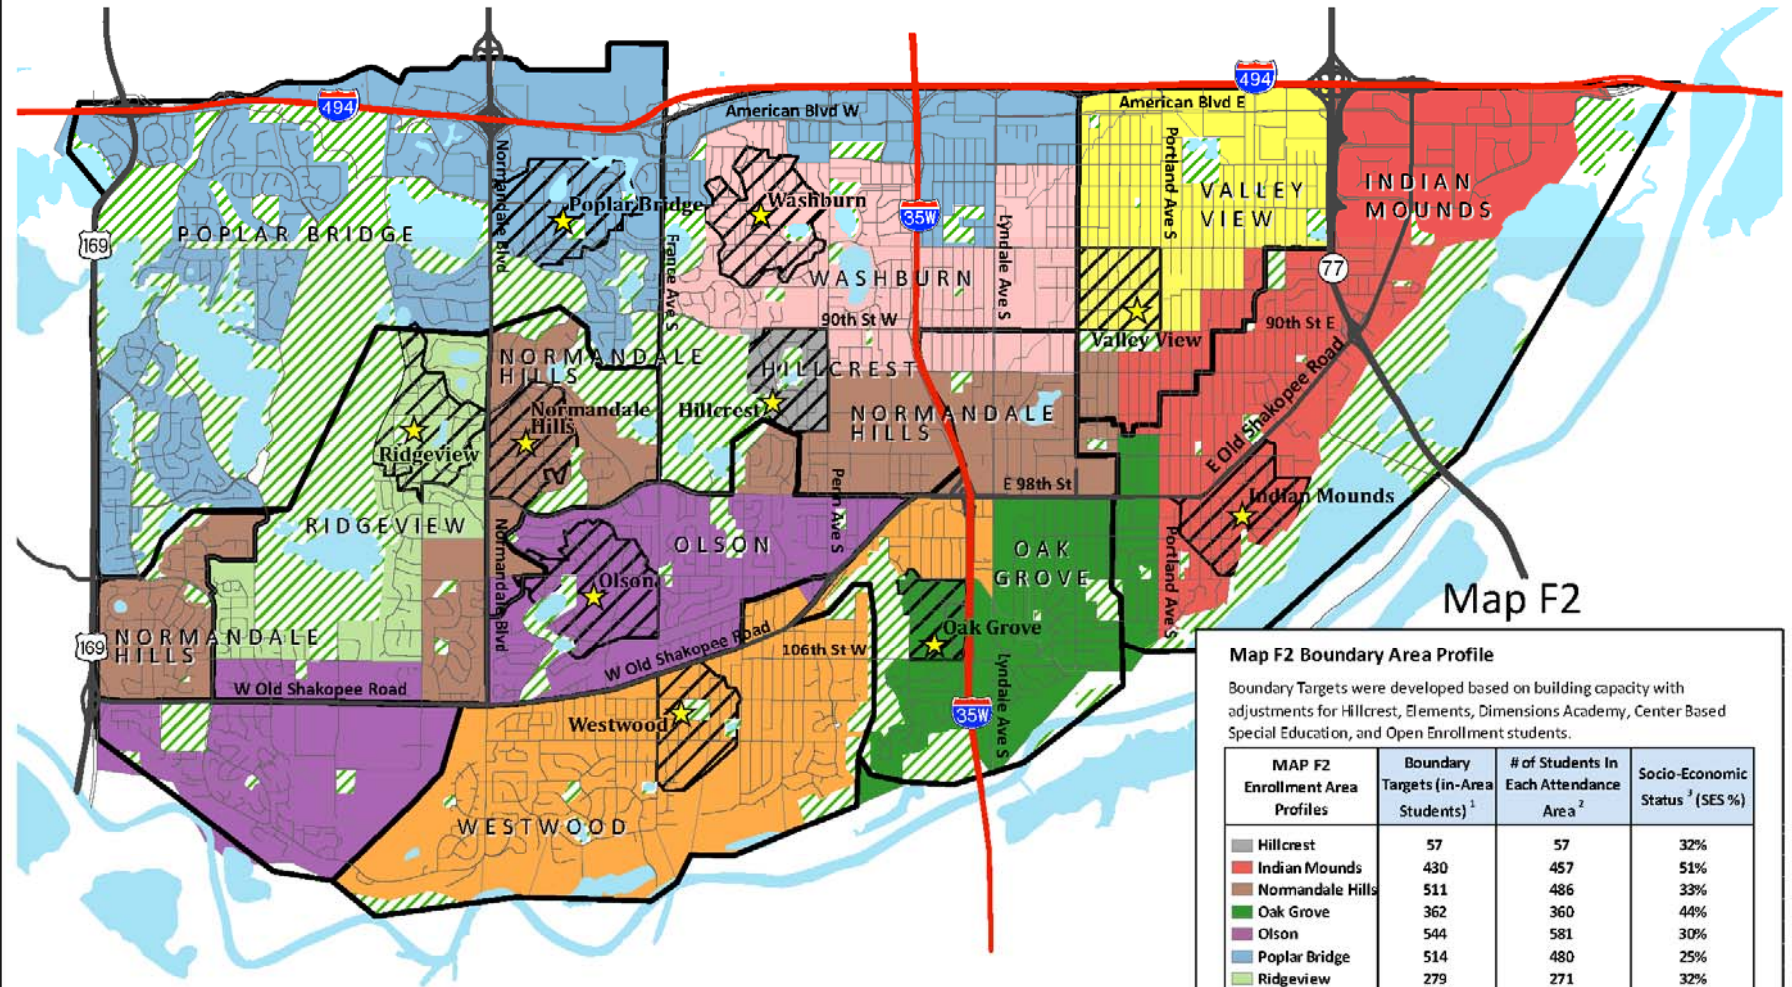 494
494
American Blvd W
American Blvd E
Normandale Blvd
Poplar Bridge
Washburn
Portland Ave S
VALLEY
VIEW
INDIAN
MOUNDS
169
POPLAR BRIDGE
35W
France Ave S
Lyndale Ave S
WASHBURN
77
90th St W
90th St E
Valley View
NORMANDALE
HILLS
HILLCREST
Normandale
Hills
Hillcrest
NORMANDALE
HILLS
E Old Shakopee Road
Ridgeview
E 98th St
Penn Ave S
Indian Mounds
RIDGEVIEW
Normandale Blvd
OLSON
OAK
GROVE
Portland Ave S
Olson
Map F2
169
NORMANDALE
HILLS
W Old Shakopee Road
W Old Shakopee Road
106th St W
Oak Grove
Lyndale Ave S
Westwood
35W
WESTWOOD
Map F2 Boundary Area Profile
Boundary Targets were developed based on building capacity with
adjustments for Hillcrest, Elements, Dimensions Academy, Center Based
Special Education, and Open Enrollment students.
MAP F2
Enrollment Area
Profiles
Boundary
Targets (in-Area
Students) 1
# of Students In
Each Attendance
Area 2
Socio-Economic
Status 3 (SES %)
Hillcrest 57 57 32%
Indian Mounds 430 457 51%
Normandale Hills 511 486 33%
Oak Grove 362 360 44%
Olson 544 581 30%
Poplar Bridge 514 480 25%
Ridgeview 279 271 32%